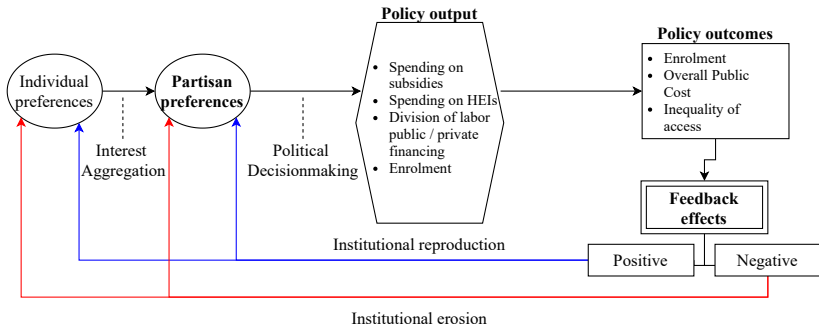 Policy output
Policy outcomes
Individual
preferences
Partisan
preferences
• Spending on
subsidies
• Spending on HEIs
• Division of labor
public / private
financing
• Enrolment
• Enrolment
• Overall Public
Cost
• Inequality of
access
Interest
Aggregation
Political
Decisionmaking
Feedback
effects
Institutional reproduction
Positive
Negative
Institutional erosion